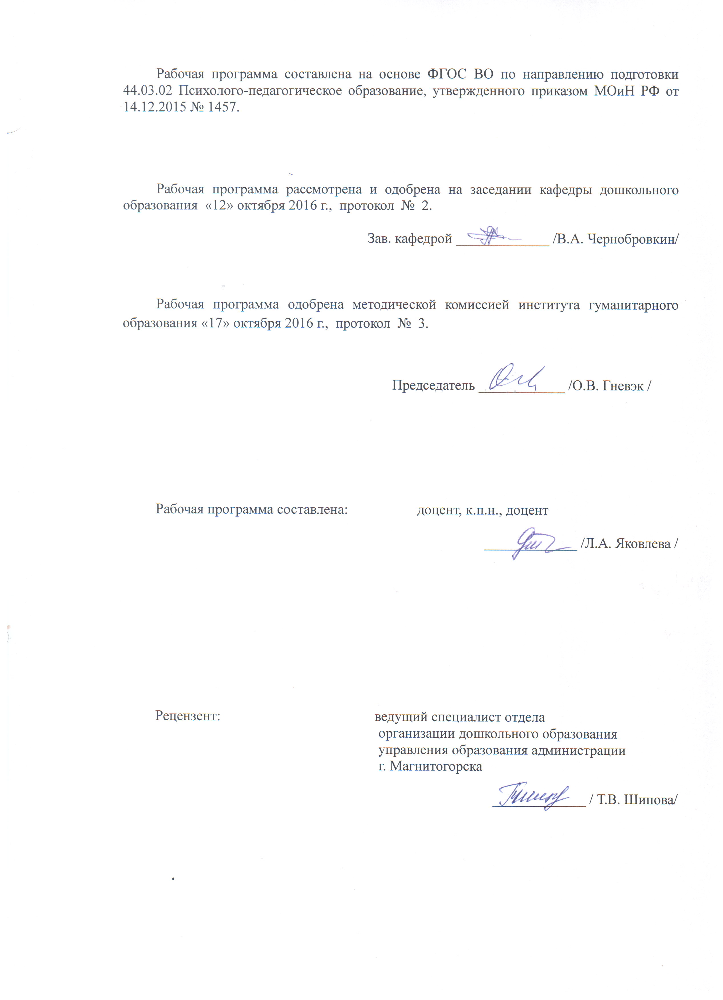 Рабочая программа составлена на основе ФГОС ВО по направлению подготовки
44.03.02 Психолого-педагогическое образование, утвержденного приказом МОиН РФ от
14.12.2015 № 1457.
Рабочая программа рассмотрена и одобрена на заседании кафедры дошкольного
образования «12» октября 2016 г., протокол № 2.
Зав. кафедрой _____________ /В.А. Чернобровкин/
Рабочая программа одобрена методической комиссией института гуманитарного
образования «17» октября 2016 г., протокол № 3.
Председатель ____________ /О.В. Гневэк /
Рабочая программа составлена: доцент, к.п.н., доцент
_____________ /Л.А. Яковлева /
Рецензент: ведущий специалист отдела
организации дошкольного образования
управления образования администрации
г. Магнитогорска
_____________ / Т.В. Шипова/